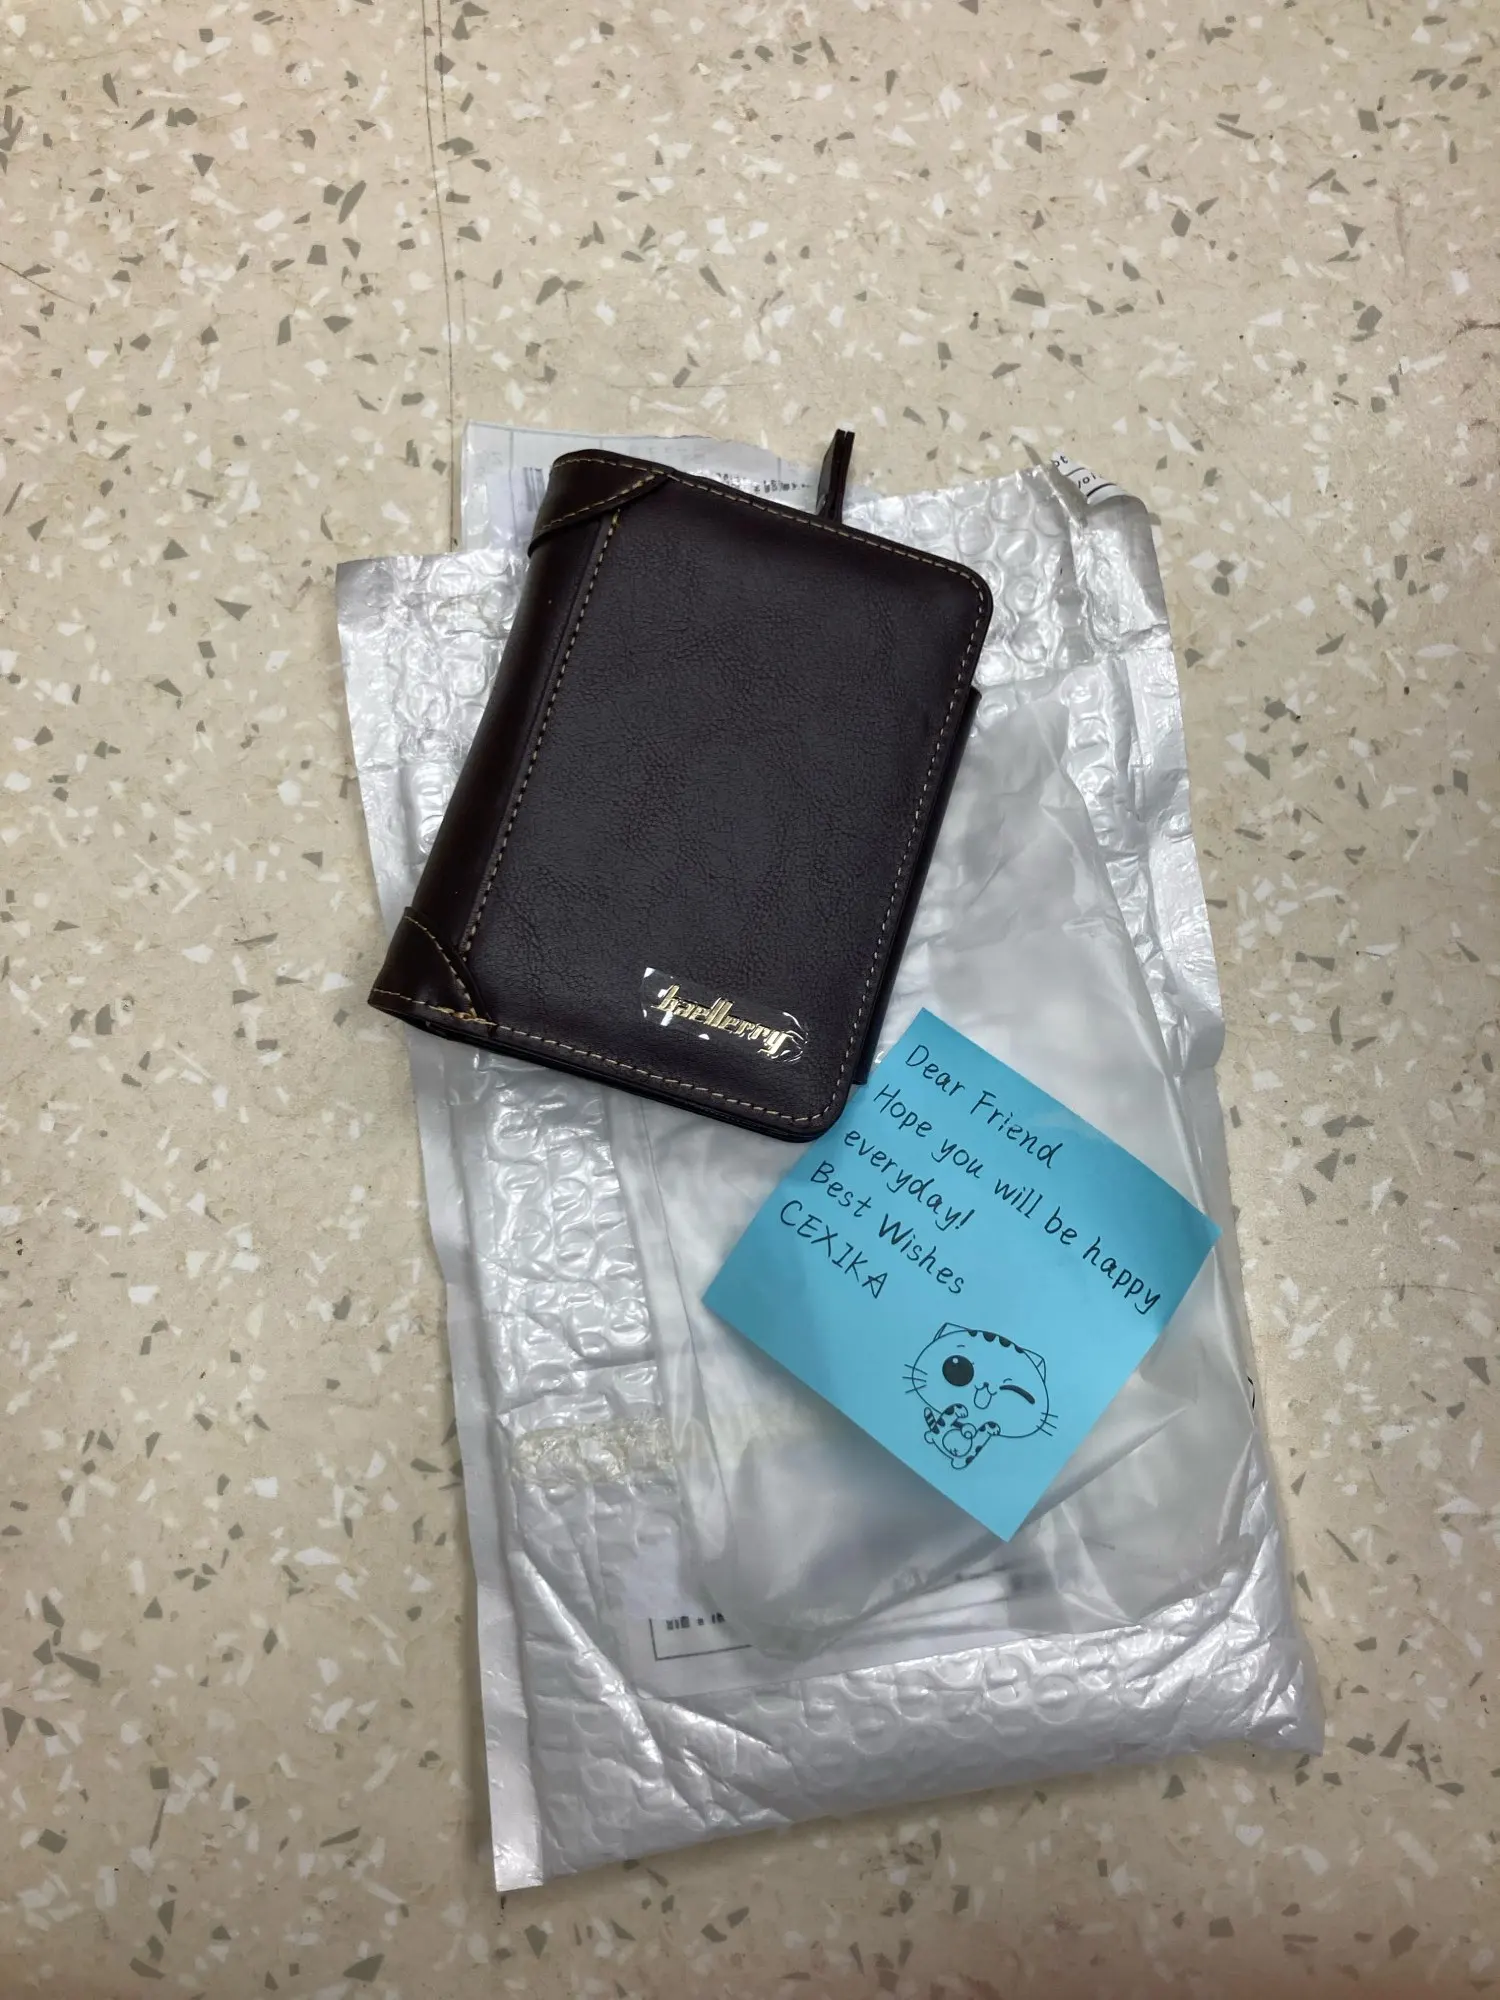 baellerry
Dear Friend
Hope you will be happy
everyday!
Best Wishes
CEXIKA